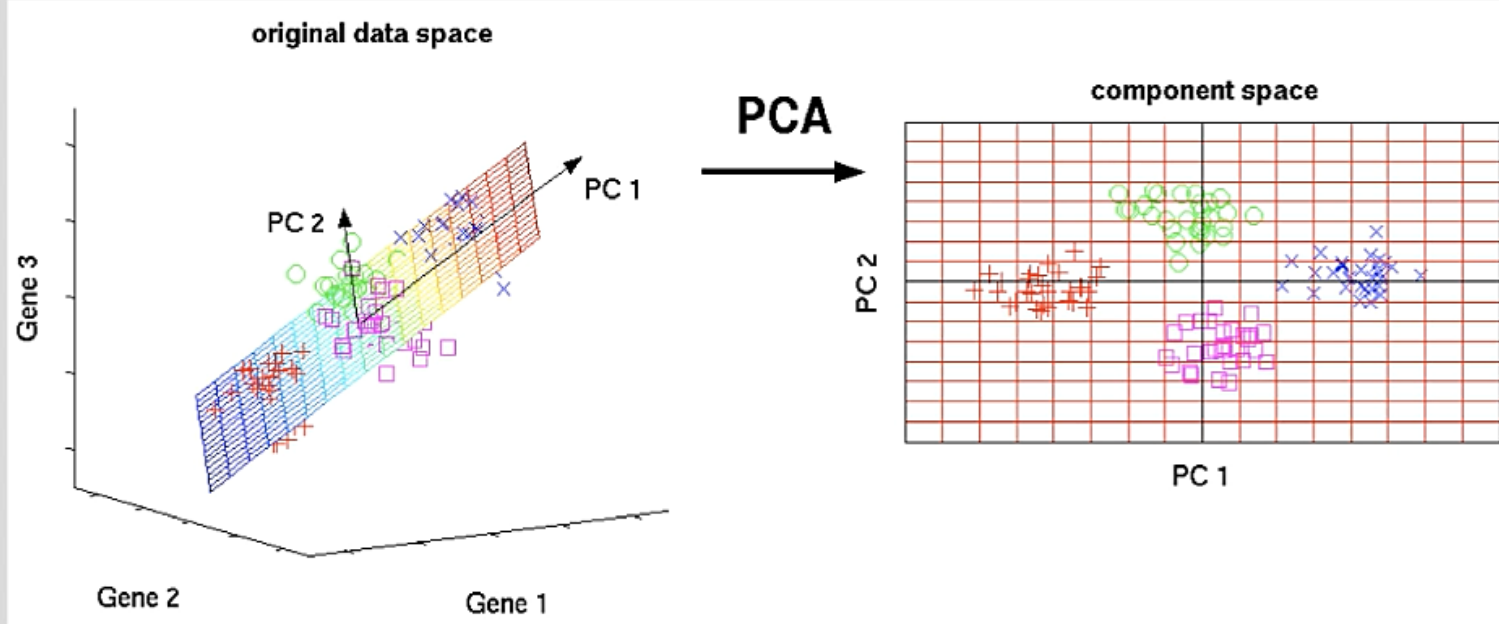 original data space
component space
PCA
PC 1
PC 2
Gene 3
PC 2
PC 1
Gene 2
Gene 1